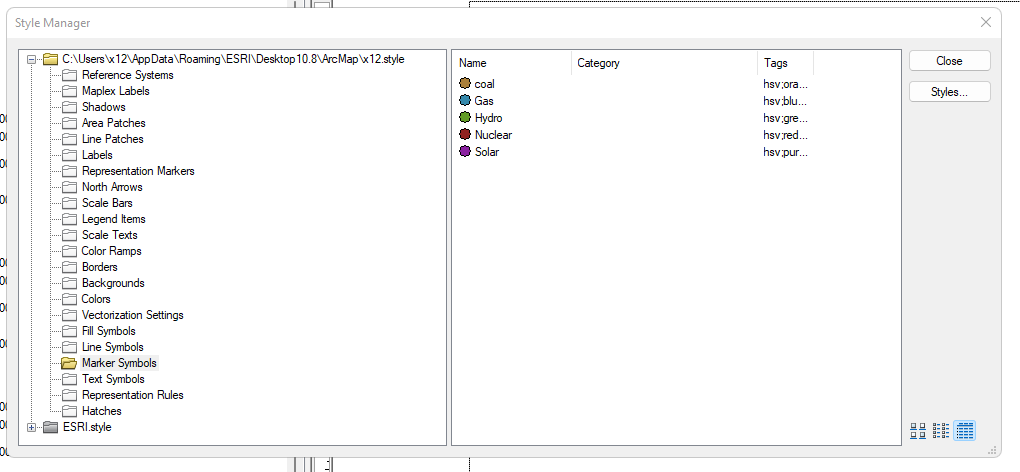 Style Manager
C:\Users\x12\AppData\Roaming\ESRI\Desktop10.8\ArcMap\x12.style
Reference Systems
Maplex Labels
Shadows
Area Patches
Line Patches
Labels
Representation Markers
North Arrows
Scale Bars
Legend Items
Scale Texts
Color Ramps
Borders
Backgrounds
Colors
Vectorization Settings
Fill Symbols
Line Symbols
Marker Symbols
Text Symbols
Representation Rules
Hatches
ESRI.style
Name Category Tags
coal hsv;ora...
Gas hsv;blu...
Hydro hsv;gre...
Nuclear hsv;red...
Solar hsv;pur...
Close
Styles...